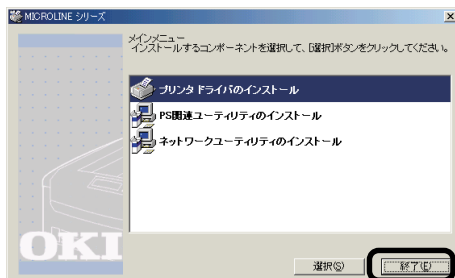 MICROLINE シリーズ
メインメニュー
インストールするコンポーネントを選択して、[選択]ボタンをクリックしてください。
プリンタ ドライバのインストール
PS関連ユーティリティのインストール
ネットワークユーティリティのインストール
OKI
選択(S)
終了(E)